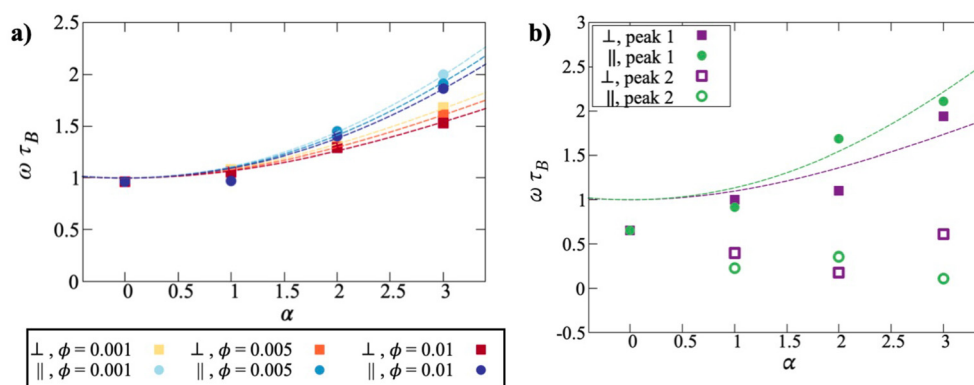 a)
2.5
2
1.5
1
0.5
0
ω τB
0 0.5 1 1.5 2 2.5 3
α
⊥ , ϕ = 0.001 ⊥ , ϕ = 0.005 ⊥ , ϕ = 0.01
∥ , ϕ = 0.001 ∥ , ϕ = 0.005 ∥ , ϕ = 0.01
b)
3
2.5
2
1.5
1
0.5
0
-0.5
ω τB
⊥, peak 1
∥, peak 1
⊥, peak 2
∥, peak 2
0 0.5 1 1.5 2 2.5 3
α